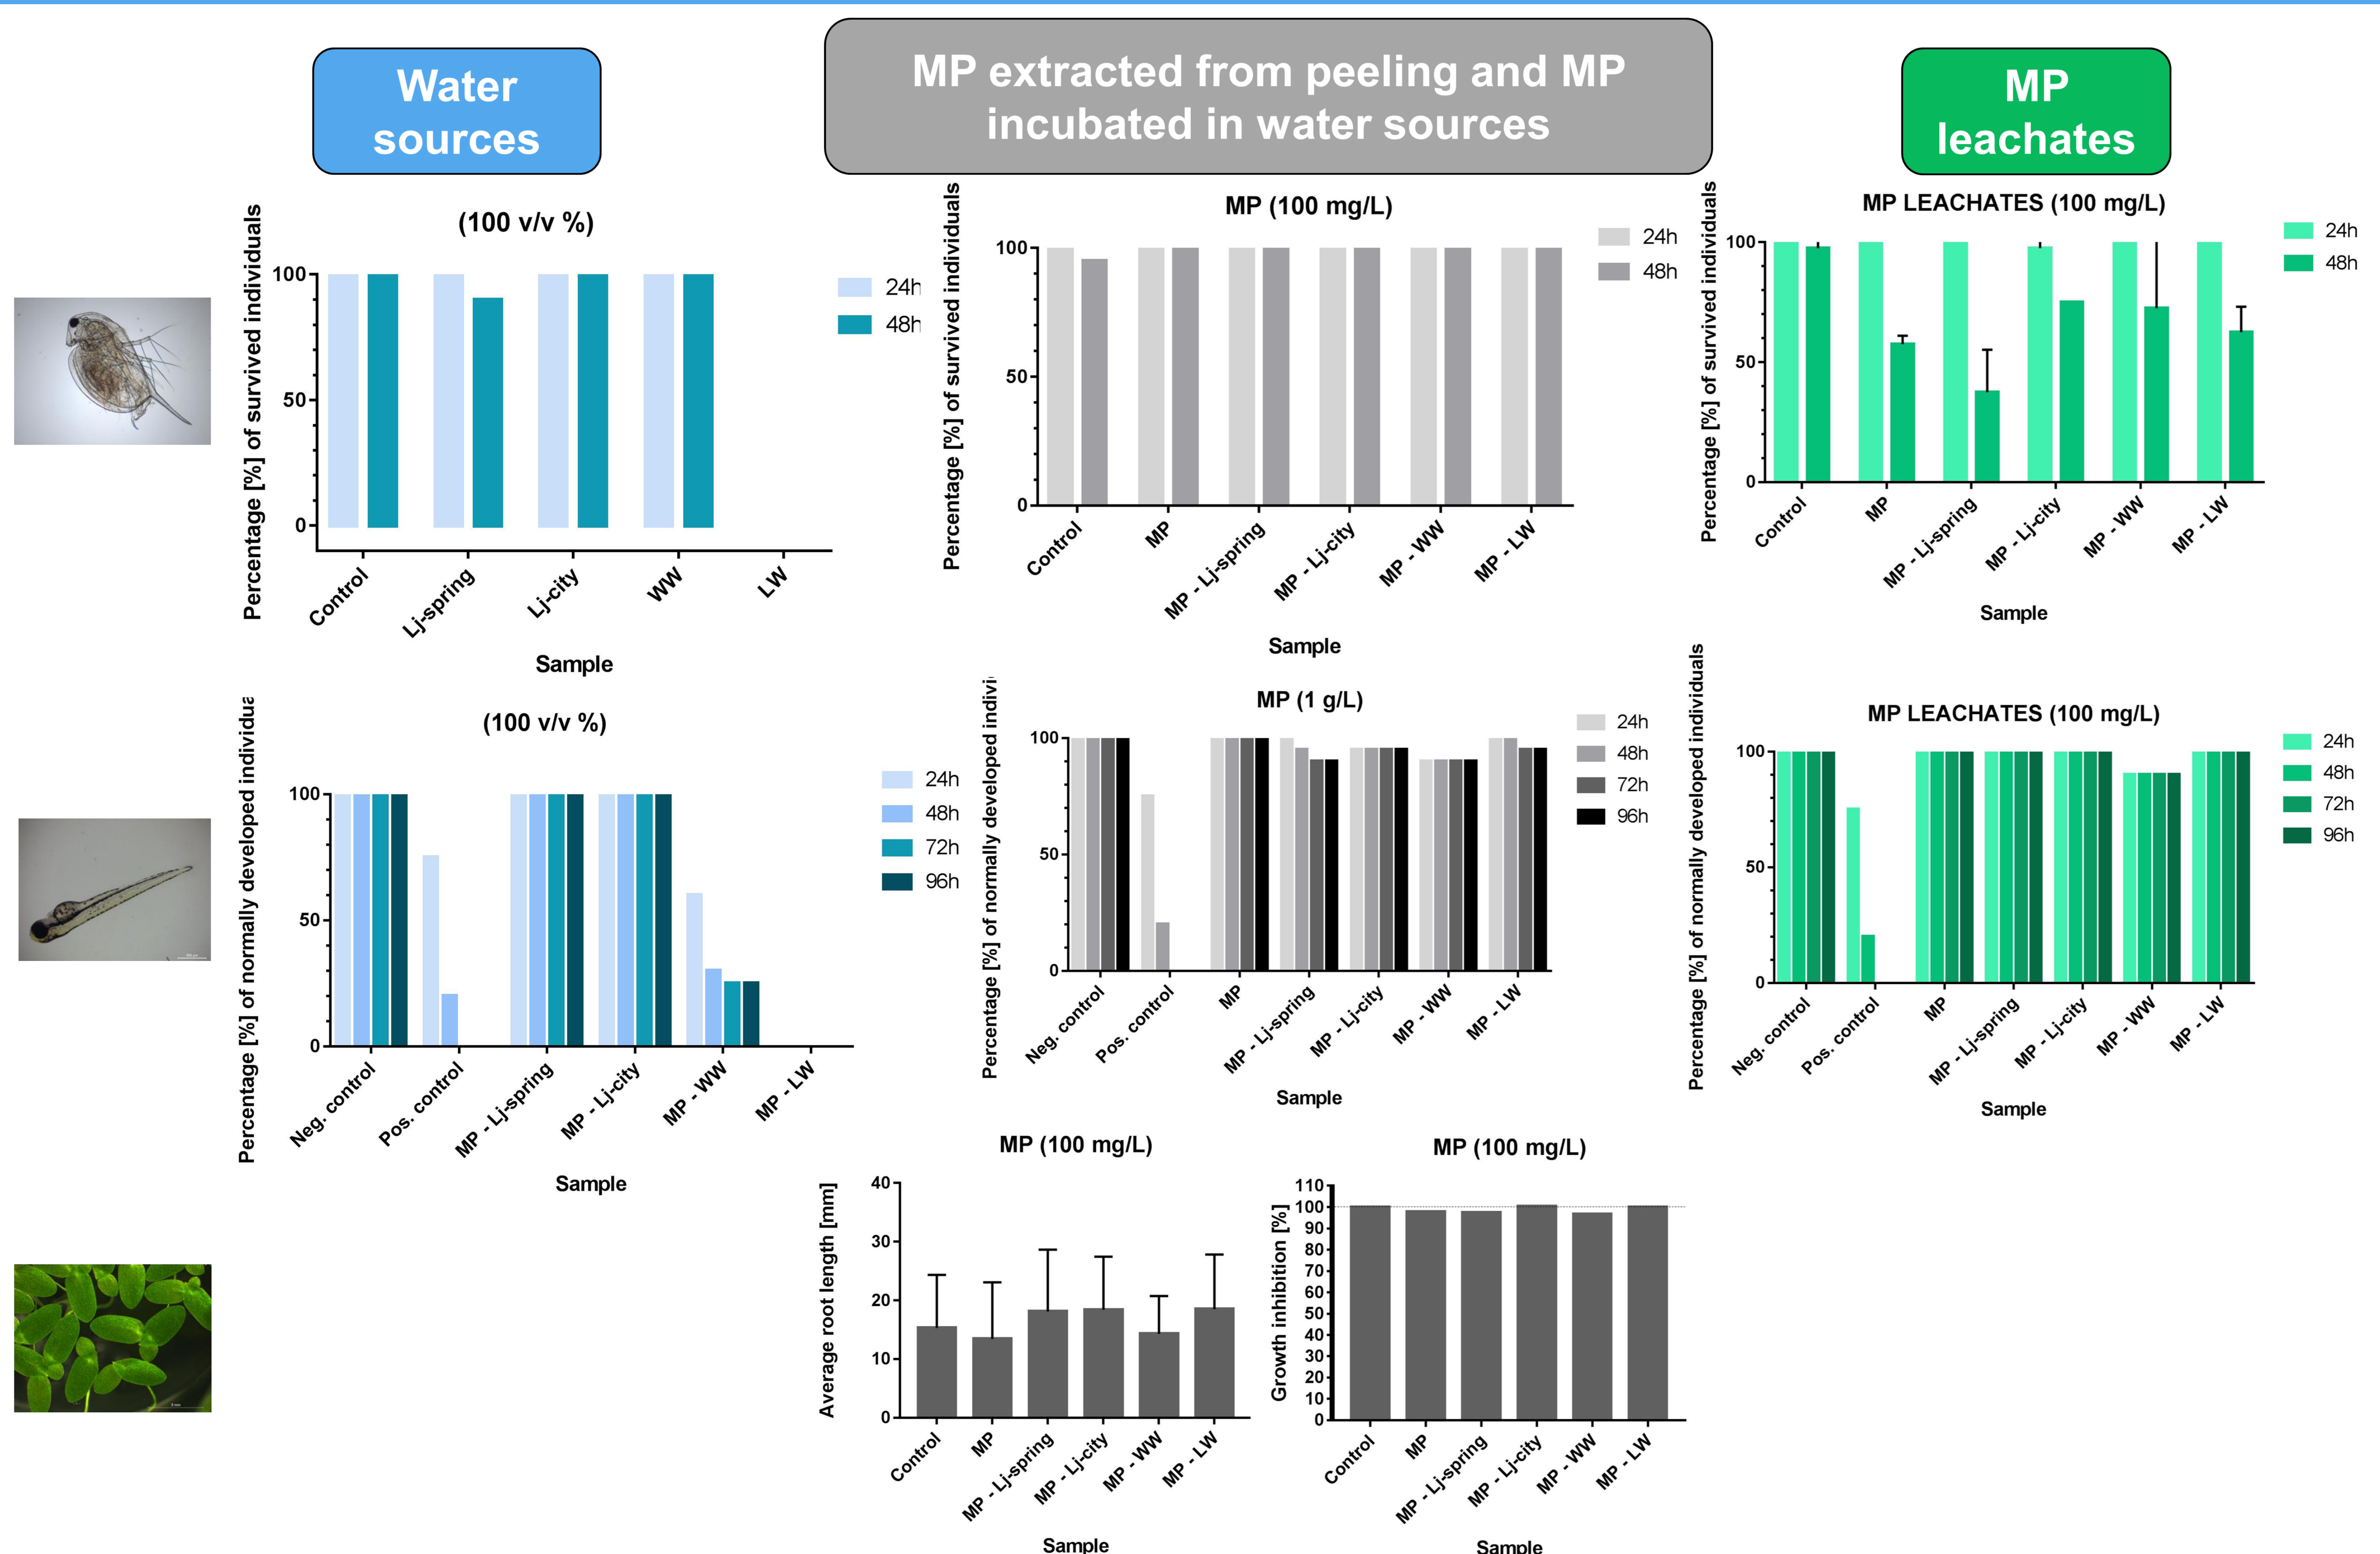 Water
sources
MP extracted from peeling and MP
incubated in water sources
MP
leachates
(100 v/v %)
Percentage [%] of survived individuals
100
50
0
24h
48h
Control
Lj-spring
Lj-city
WW
LW
Sample
MP (100 mg/L)
Percentage [%] of survived individuals
100
50
0
24h
48h
Control
MP
MP - Lj-spring
MP - Lj-city
MP - WW
MP - LW
Sample
MP LEACHATES (100 mg/L)
Percentage [%] of survived individuals
100
50
0
24h
48h
Control
MP
MP - Lj-spring
MP - Lj-city
MP - WW
MP - LW
Sample
(100 v/v %)
Percentage [%] of normally developed individua
100
50
0
24h
48h
72h
96h
Neg. control
Pos. control
MP - Lj-spring
MP - Lj-city
MP - WW
MP - LW
Sample
MP (1 g/L)
Percentage [%] of normally developed indivi
100
50
0
24h
48h
72h
96h
Neg. control
Pos. control
MP
MP - Lj-spring
MP - Lj-city
MP - WW
MP - LW
Sample
MP LEACHATES (100 mg/L)
Percentage [%] of normally developed individuals
100
50
0
24h
48h
72h
96h
Neg. control
Pos. control
MP
MP - Lj-spring
MP - Lj-city
MP - WW
MP - LW
Sample
MP (100 mg/L)
Average root length [mm]
40
30
20
10
0
Control
MP
MP - Lj-spring
MP - Lj-city
MP - WW
MP - LW
Sample
MP (100 mg/L)
Growth inhibition [%]
110
100
90
80
70
60
50
40
30
20
10
0
Control
MP
MP - Lj-spring
MP - Lj-city
MP - WW
MP - LW
Sample